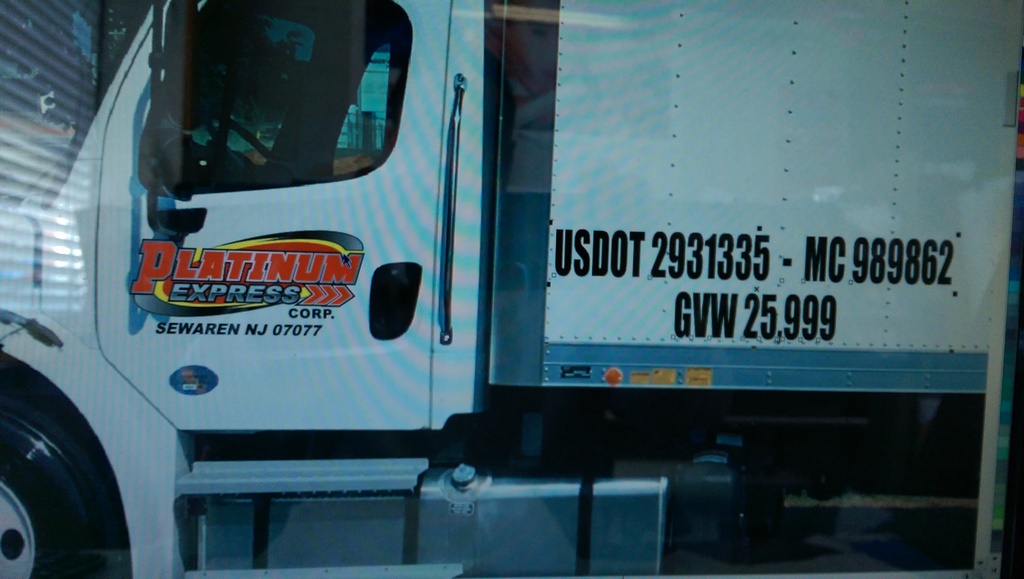 PLATINUM
EXPRESS
CORP.
SEWAREN NJ 07077
USDOT 2931335 - MC 989862
GVW 25,999